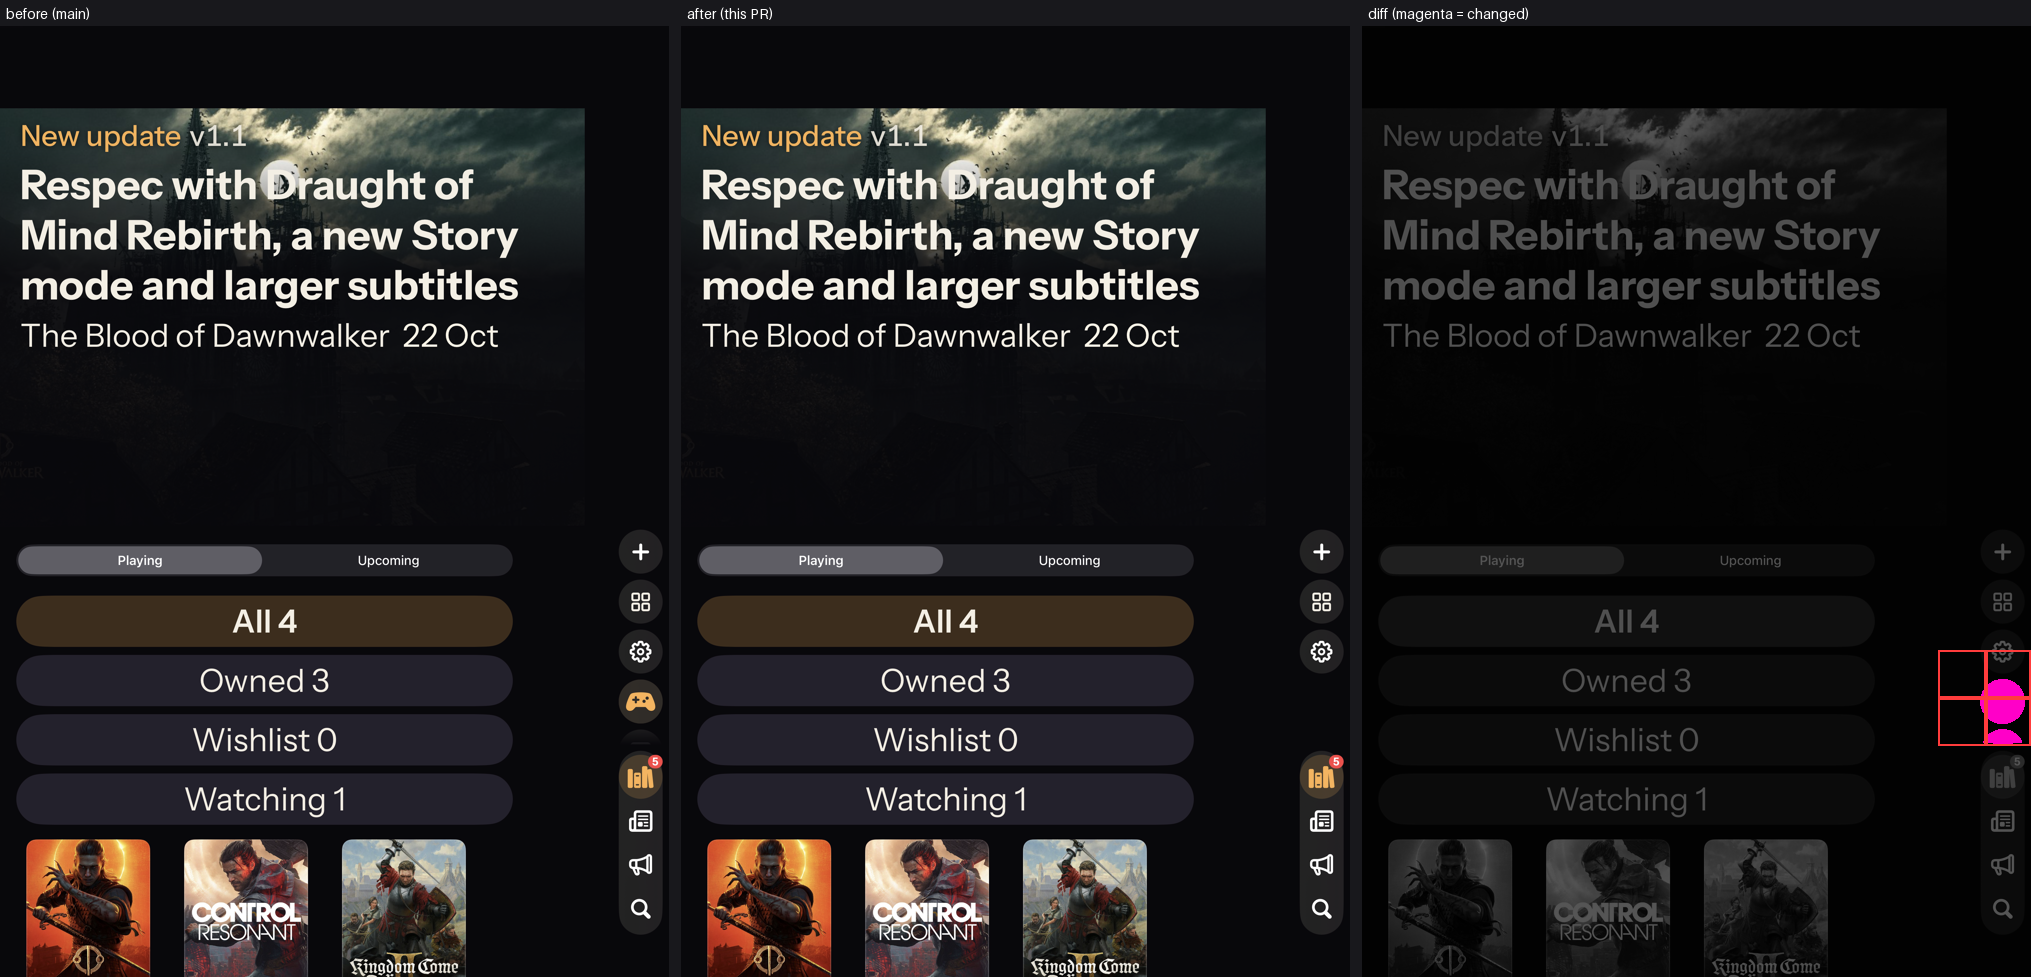 before (main)
New update v1.1
Respec with Draught of
Mind Rebirth, a new Story
mode and larger subtitles
The Blood of Dawnwalker 22 Oct
Playing
Upcoming
All 4
Owned 3
Wishlist 0
Watching 1
5
CONTROL
RESONANT
Kingdom Come
II
after (this PR)
New update v1.1
Respec with Draught of
Mind Rebirth, a new Story
mode and larger subtitles
The Blood of Dawnwalker 22 Oct
Playing
Upcoming
All 4
Owned 3
Wishlist 0
Watching 1
5
CONTROL
RESONANT
Kingdom Come
II
diff (magenta = changed)
New update v1.1
Respec with Draught of
Mind Rebirth, a new Story
mode and larger subtitles
The Blood of Dawnwalker 22 Oct
Playing
Upcoming
All 4
Owned 3
Wishlist 0
Watching 1
5
CONTROL
RESONANT
Kingdom Come
II